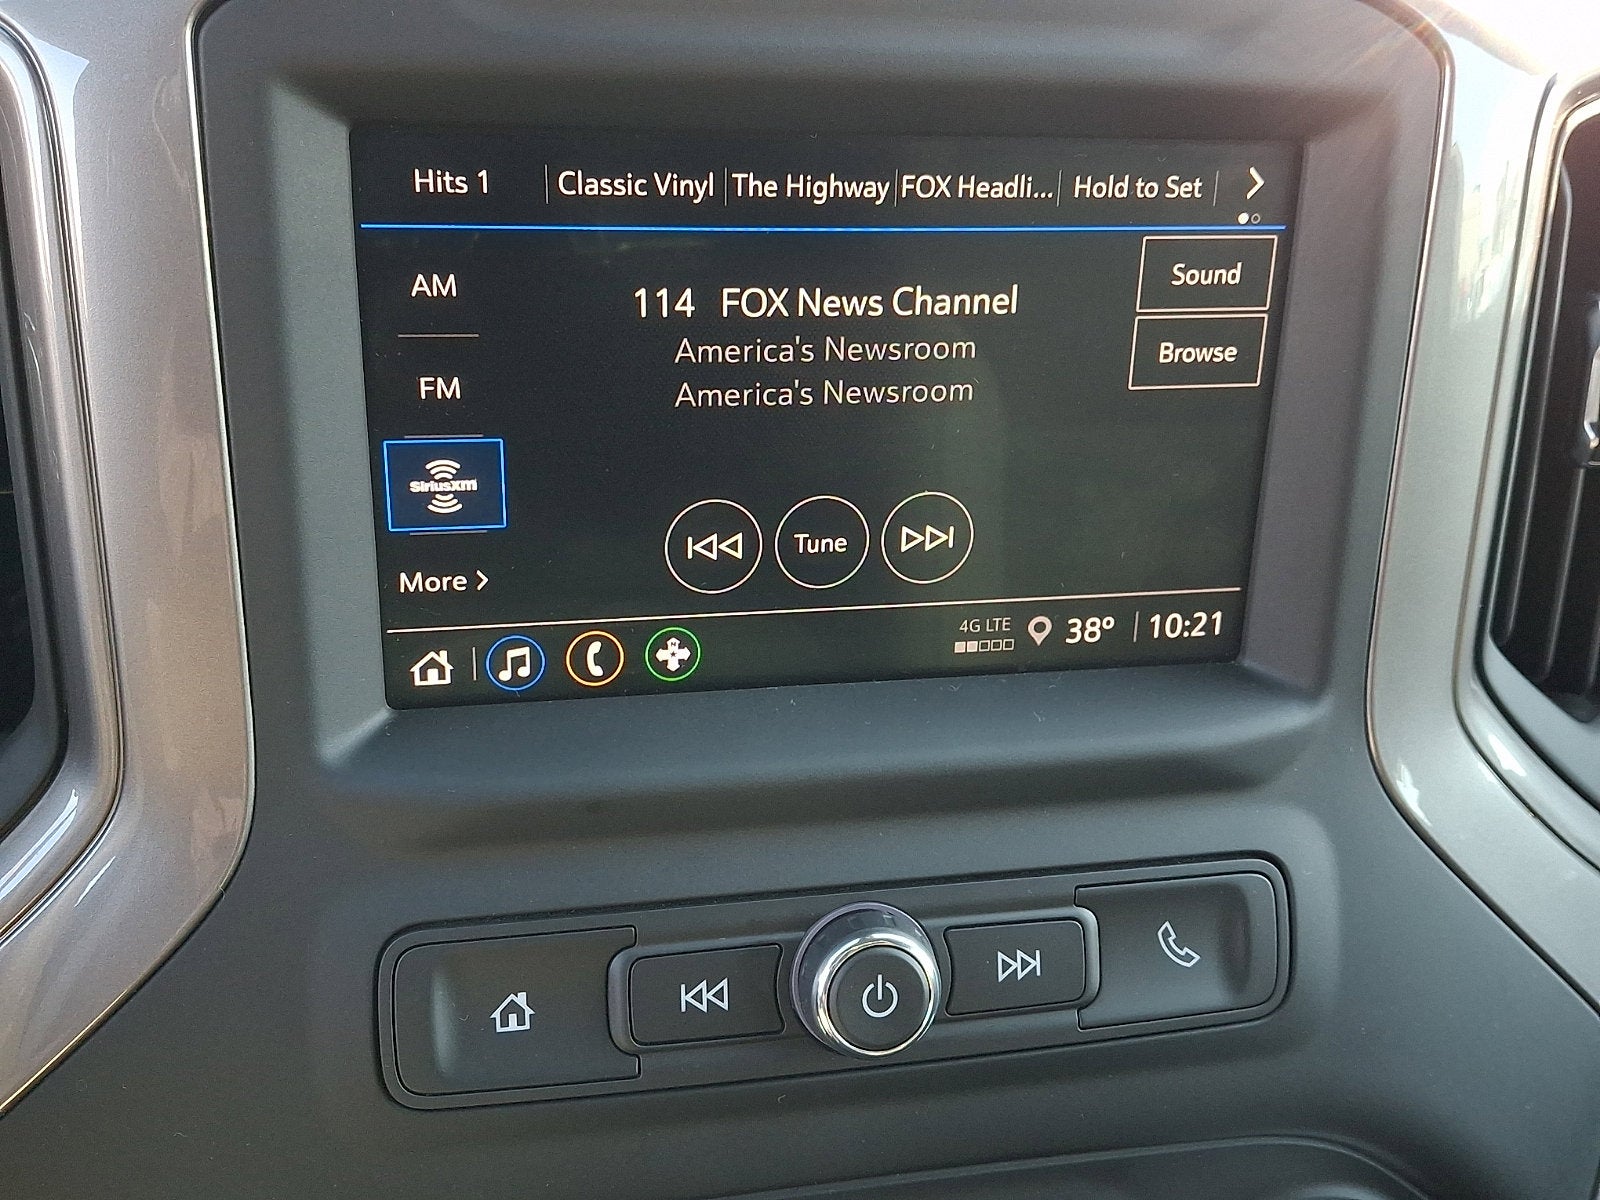 Hits 1 Classic Vinyl The Highway FOX Headli... Hold to Set
AM
FM
SiriusXM
More
114 FOX News Channel
America's Newsroom
America's Newsroom
Sound
Browse
Tune
4G LTE 38° 10:21